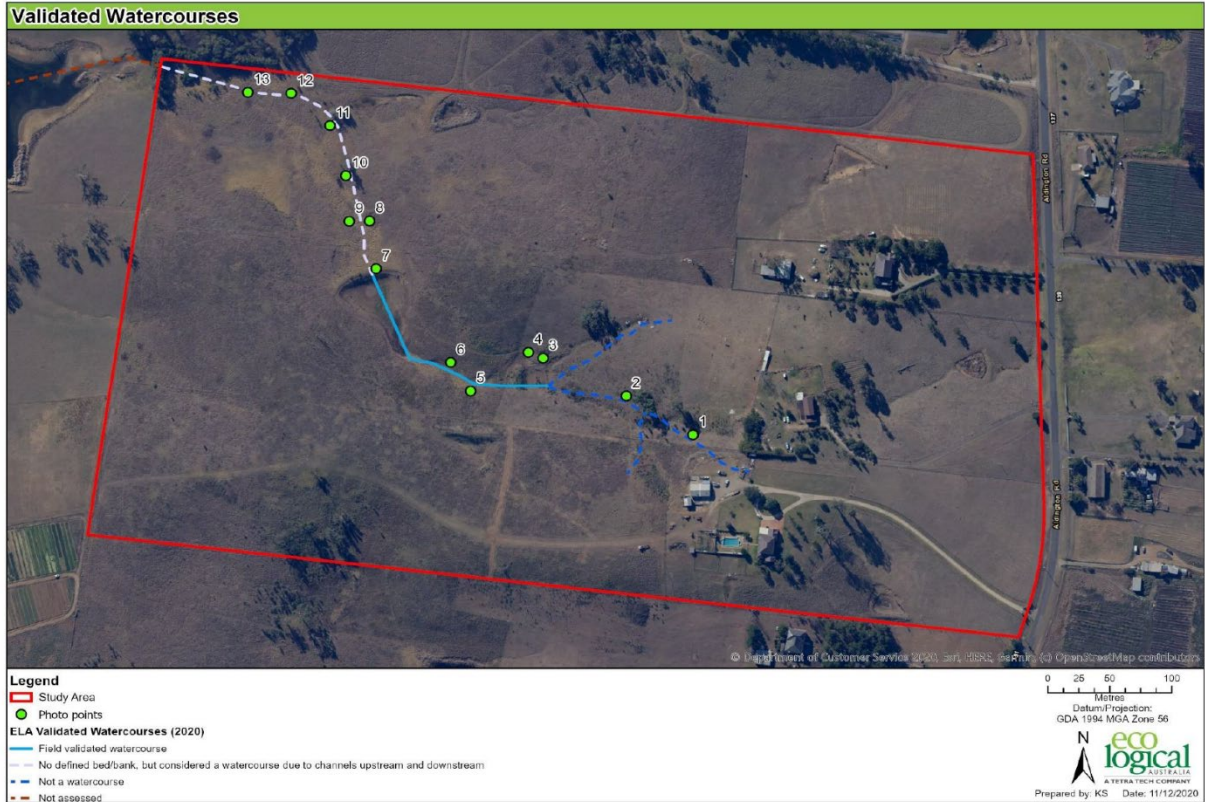 Validated Watercourses
13
12
11
10
9
8
7
6
5
4
3
2
1
Aldington Rd
Aldington Rd
© Department of Customer Service 2020, Esri, HERE, Garmin, (c) OpenStreetMap contributors
Legend
Study Area
Photo points
ELA Validated Watercourses (2020)
Field validated watercourse
No defined bed/bank, but considered a watercourse due to channels upstream and downstream
Not a watercourse
Not assessed
0 25 50 100
Metres
Datum/Projection:
GDA 1994 MGA Zone 56
N
eco
logical
AUSTRALIA
A TETRA TECH COMPANY
Prepared by: KS Date: 11/12/2020